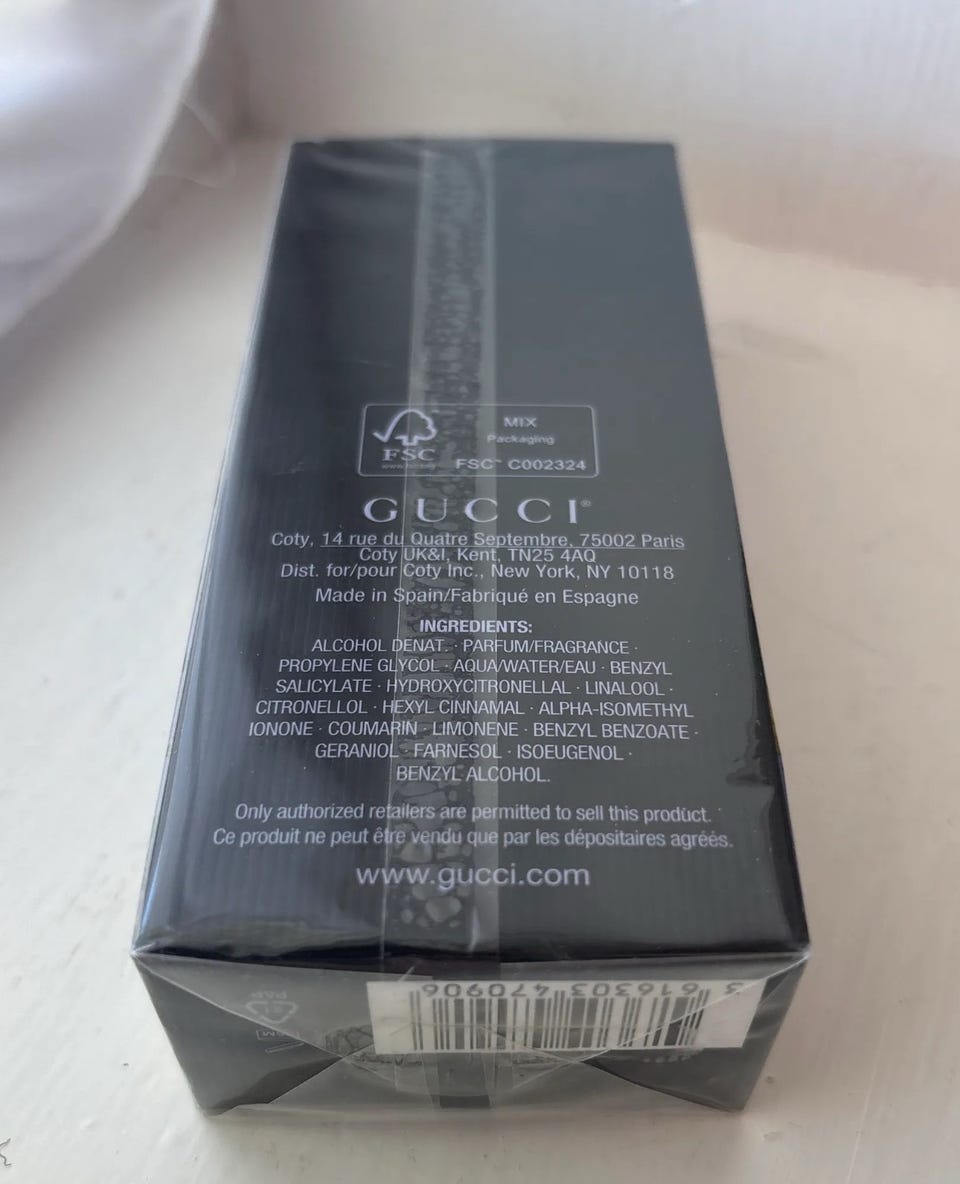 FSC
MIX
Packaging
FSC™ C002324
GUCCI®
Coty, 14 rue du Quatre Septembre, 75002 Paris
Coty UK&I, Kent, TN25 4AQ
Dist. for/pour Coty Inc., New York, NY 10118
Made in Spain/Fabriqué en Espagne
INGREDIENTS:
ALCOHOL DENAT. · PARFUM/FRAGRANCE ·
PROPYLENE GLYCOL · AQUA/WATER/EAU · BENZYL
SALICYLATE · HYDROXYCITRONELLAL · LINALOOL ·
CITRONELLOL · HEXYL CINNAMAL · ALPHA-ISOMETHYL
IONONE · COUMARIN · LIMONENE · BENZYL BENZOATE ·
GERANIOL · FARNESOL · ISOEUGENOL ·
BENZYL ALCOHOL.
Only authorized retailers are permitted to sell this product.
Ce produit ne peut être vendu que par les dépositaires agréés.
www.gucci.com
3 616303 470906
21
PAP